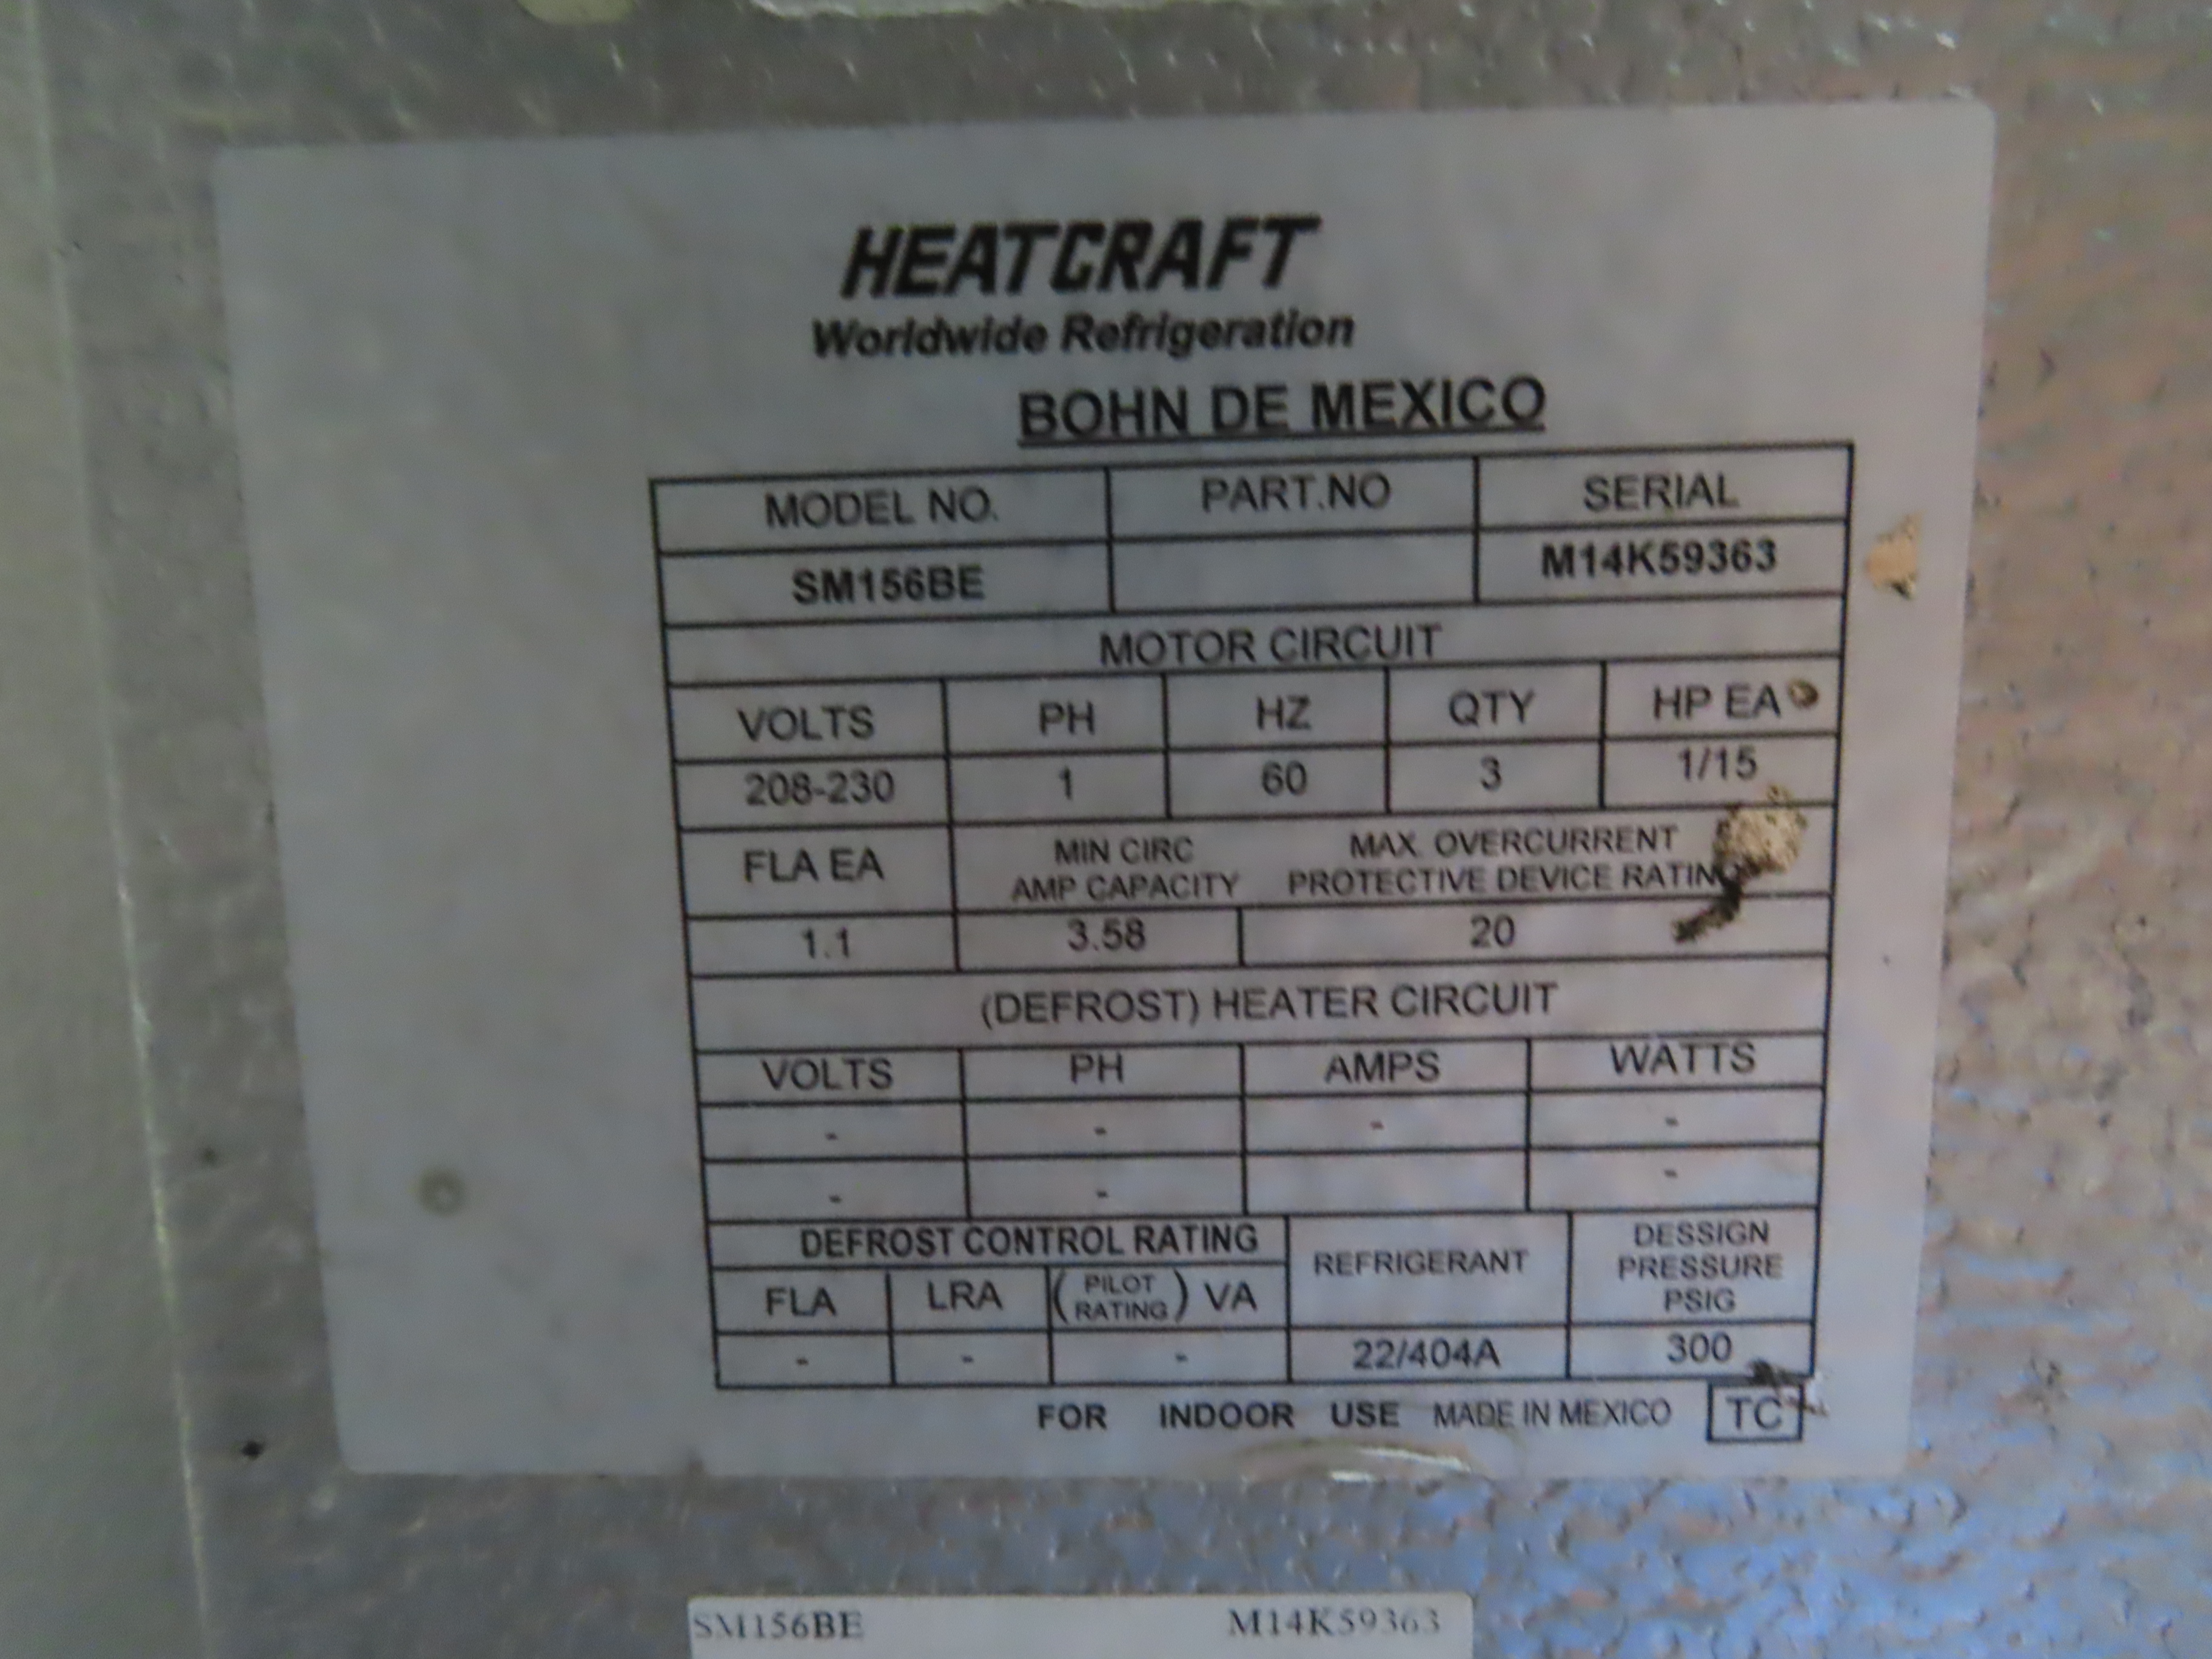 HEATCRAFT
Worldwide Refrigeration
BOHN DE MEXICO
MODEL NO. PART.NO SERIAL
SM156BE M14K59363
MOTOR CIRCUIT
VOLTS PH HZ QTY HP EA
208-230 1 60 3 1/15
FLA EA MIN CIRC AMP CAPACITY MAX. OVERCURRENT PROTECTIVE DEVICE RATING
1.1 3.58 20
(DEFROST) HEATER CIRCUIT
VOLTS PH AMPS WATTS
- - - -
- - -
DEFROST CONTROL RATING REFRIGERANT DESSIGN PRESSURE PSIG
FLA LRA (PILOT RATING) VA
- - - 22/404A 300
FOR INDOOR USE MADE IN MEXICO TC
SM156BE M14K59363